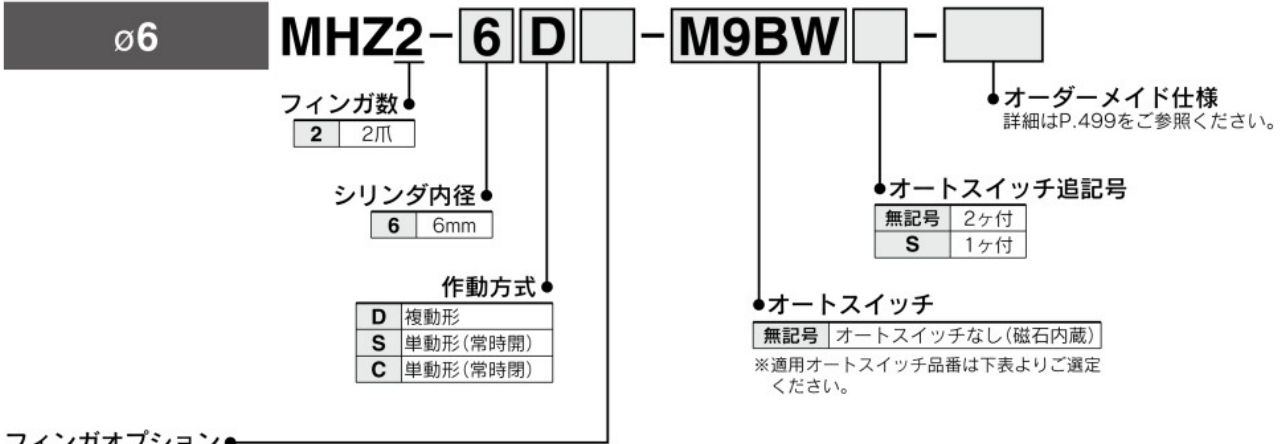 ø6
MHZ2-6D-M9BW-
フィンガ数
2 2爪
シリンダ内径
6 6mm
作動方式
D 複動形
S 単動形(常時開)
C 単動形(常時閉)
フィンガオプション
オートスイッチ
無記号 オートスイッチなし(磁石内蔵)
※適用オートスイッチ品番は下表よりご選定
ください。
オートスイッチ追記号
無記号 2ヶ付
S 1ヶ付
オーダーメイド仕様
詳細はP.499をご参照ください。